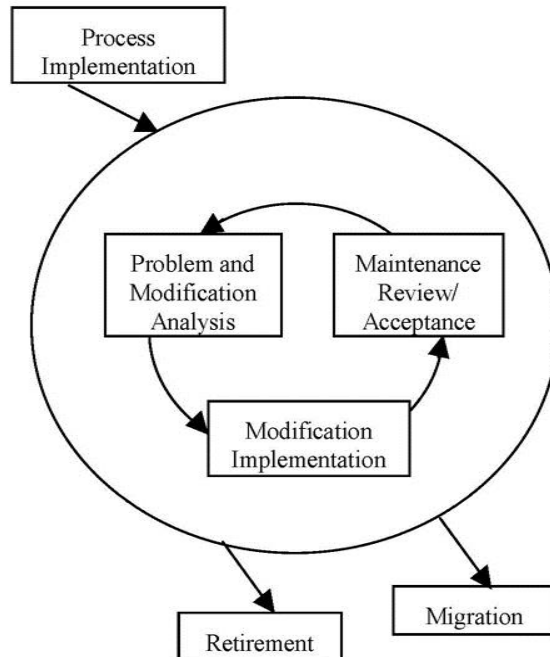 Process
Implementation
Problem and
Modification
Analysis
Maintenance
Review/
Acceptance
Modification
Implementation
Migration
Retirement